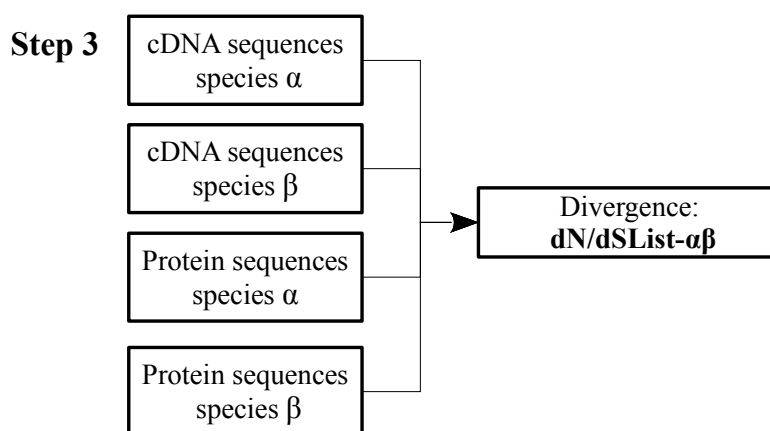 Step 3
cDNA sequences
species α
cDNA sequences
species β
Protein sequences
species α
Protein sequences
species β
Divergence:
dN/dSList-αβ